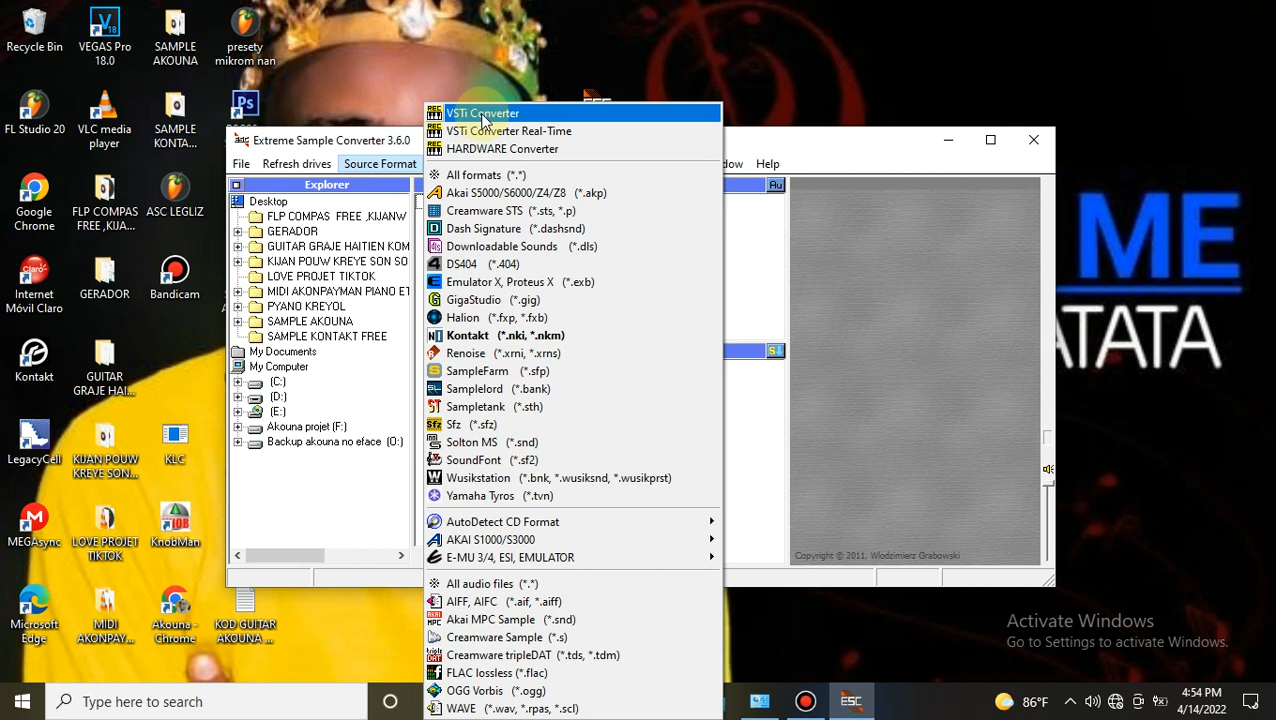 Recycle Bin
VEGAS Pro
18.0
SAMPLE
AKOUNA
presety
mikrom nan
FL Studio 20
VLC media
player
SAMPLE
KONTA...
Google
Chrome
FLP COMPAS
FREE ,KIJA...
ASC LEGLIZ
Internet
Móvil Claro
GERADOR
Bandicam
Kontakt
GUITAR
GRAJE HAI...
LegacyCell
KIJAN POUW
KREYE SON...
KLC
MEGAsync
LOVE PROJET
TIKTOK
KnobMan
Microsoft
Edge
MIDI
AKONPAY...
Akouna -
Chrome
KOD GUITAR
AKOUNA ...
Extreme Sample Converter 3.6.0
File Refresh drives Source Format
dow Help
Explorer
Au
Desktop
FLP COMPAS FREE ,KIJANW
GERADOR
GUITAR GRAJE HAITIEN KOM
KIJAN POUW KREYE SON SO
LOVE PROJET TIKTOK
MIDI AKONPAYMAN PIANO ET
PYANO KREYOL
SAMPLE AKOUNA
SAMPLE KONTAKT FREE
My Documents
My Computer
(C:)
(D:)
(E:)
Akouna projet (F:)
Backup akouna no eface (O:)
REC VSTi Converter
REC VSTi Converter Real-Time
REC HARDWARE Converter
All formats (*.*)
Akai S5000/S6000/Z4/Z8 (*.akp)
Creamware STS (*.sts, *.p)
Dash Signature (*.dashsnd)
Downloadable Sounds (*.dls)
DS404 (*.404)
Emulator X, Proteus X (*.exb)
GigaStudio (*.gig)
Halion (*.fxp, *.fxb)
Kontakt (*.nki, *.nkm)
Renoise (*.xrni, *.xrns)
SampleFarm (*.sfp)
Samplelord (*.bank)
Sampletank (*.sth)
Sfz (*.sfz)
Solton MS (*.snd)
SoundFont (*.sf2)
Wusikstation (*.bnk, *.wusiksnd, *.wusikprst)
Yamaha Tyros (*.tvn)
AutoDetect CD Format
AKAI S1000/S3000
E-MU 3/4, ESI, EMULATOR
All audio files (*.*)
AIFF, AIFC (*.aif, *.aiff)
Akai MPC Sample (*.snd)
Creamware Sample (*.s)
Creamware tripleDAT (*.tds, *.tdm)
FLAC lossless (*.flac)
OGG Vorbis (*.ogg)
WAVE (*.wav, *.rpas, *.scl)
Copyright © 2011, Wlodzimierz Grabowski
ME
TATA
Activate Windows
Go to Settings to activate Windows.
Type here to search
ESC
86°F
4:54 PM
4/14/2022